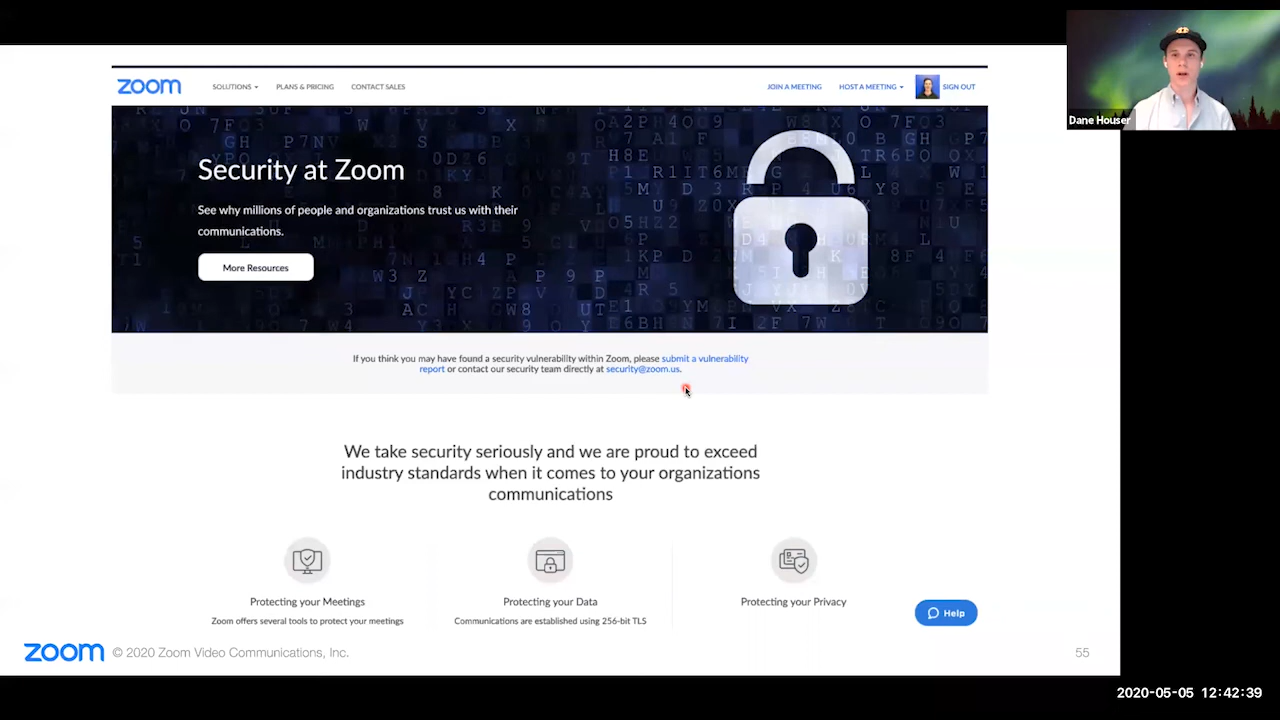 zoom
SOLUTIONS
PLANS & PRICING
CONTACT SALES
JOIN A MEETING
HOST A MEETING
SIGN OUT
Dane Houser
Security at Zoom
See why millions of people and organizations trust us with their
communications.
More Resources
If you think you may have found a security vulnerability within Zoom, please submit a vulnerability
report or contact our security team directly at security@zoom.us.
We take security seriously and we are proud to exceed
industry standards when it comes to your organizations
communications
Protecting your Meetings
Zoom offers several tools to protect your meetings
Protecting your Data
Communications are established using 256-bit TLS
Protecting your Privacy
Help
zoom © 2020 Zoom Video Communications, Inc.
55
2020-05-05 12:42:39